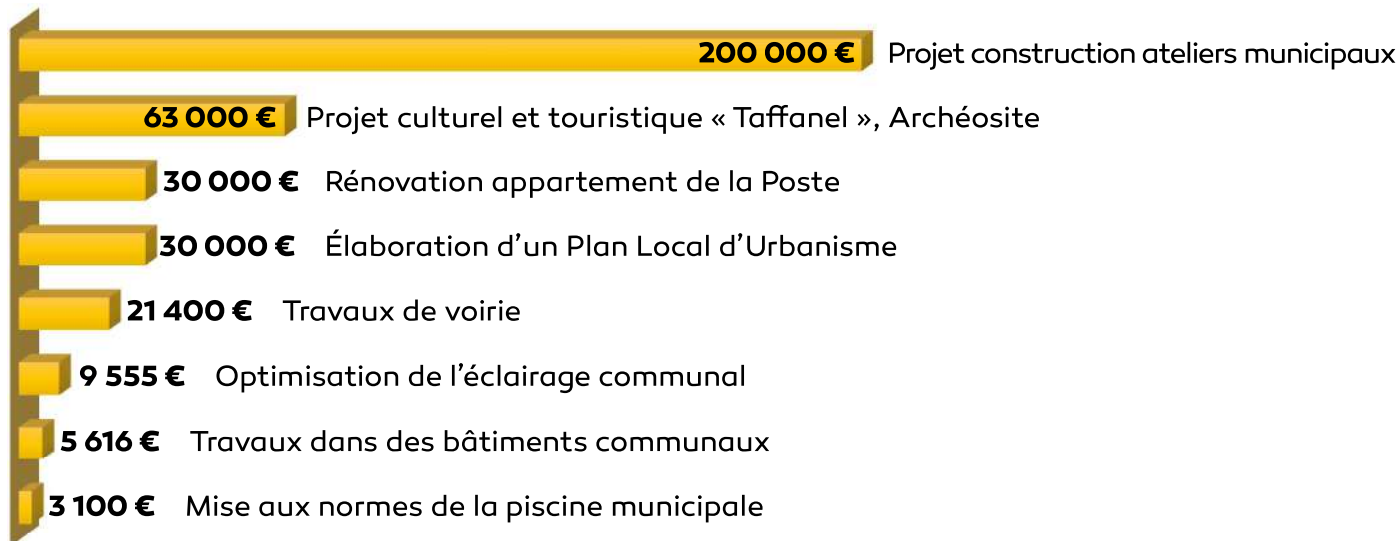 200 000 € Projet construction ateliers municipaux
63 000 € Projet culturel et touristique « Taffanel », Archéosite
30 000 € Rénovation appartement de la Poste
30 000 € Élaboration d’un Plan Local d’Urbanisme
21 400 € Travaux de voirie
9 555 € Optimisation de l’éclairage communal
5 616 € Travaux dans des bâtiments communaux
3 100 € Mise aux normes de la piscine municipale